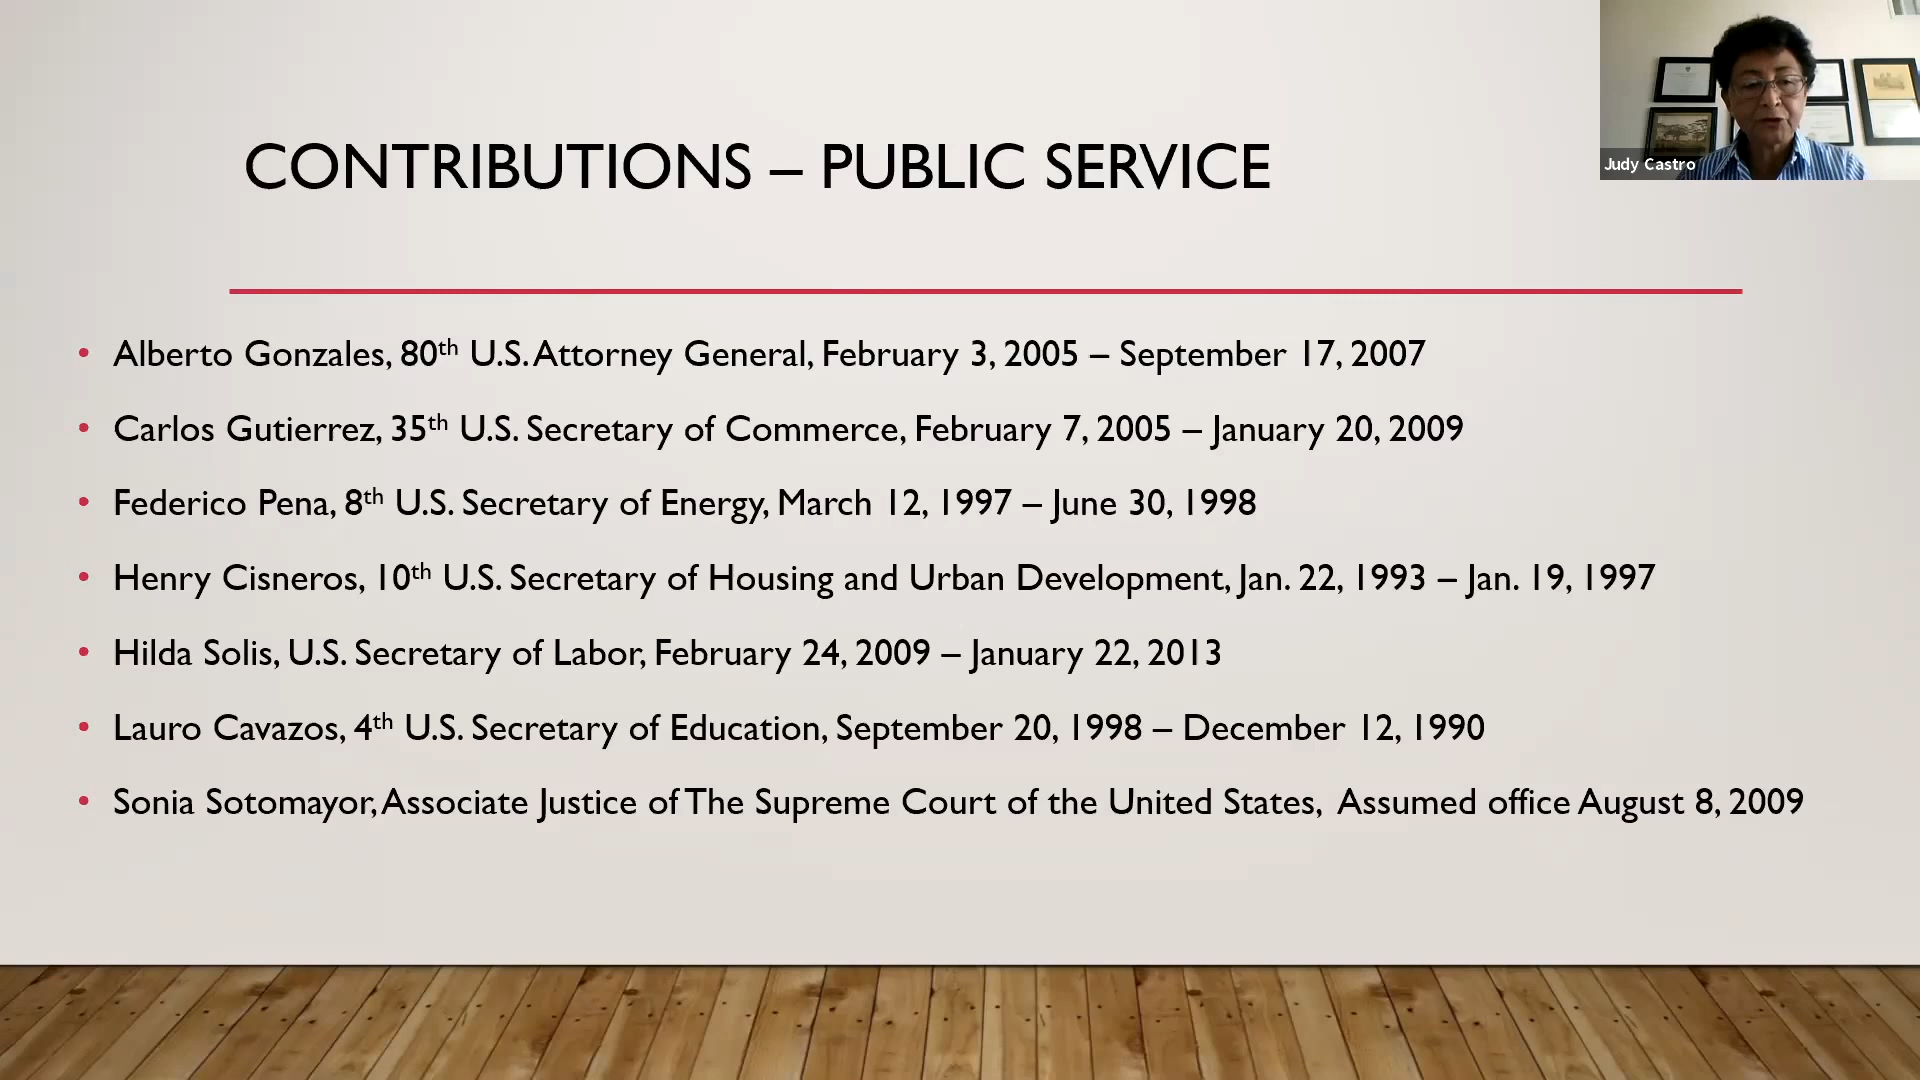 CONTRIBUTIONS – PUBLIC SERVICE
Judy Castro
• Alberto Gonzales, 80th U.S. Attorney General, February 3, 2005 – September 17, 2007
• Carlos Gutierrez, 35th U.S. Secretary of Commerce, February 7, 2005 – January 20, 2009
• Federico Pena, 8th U.S. Secretary of Energy, March 12, 1997 – June 30, 1998
• Henry Cisneros, 10th U.S. Secretary of Housing and Urban Development, Jan. 22, 1993 – Jan. 19, 1997
• Hilda Solis, U.S. Secretary of Labor, February 24, 2009 – January 22, 2013
• Lauro Cavazos, 4th U.S. Secretary of Education, September 20, 1998 – December 12, 1990
• Sonia Sotomayor, Associate Justice of The Supreme Court of the United States,  Assumed office August 8, 2009